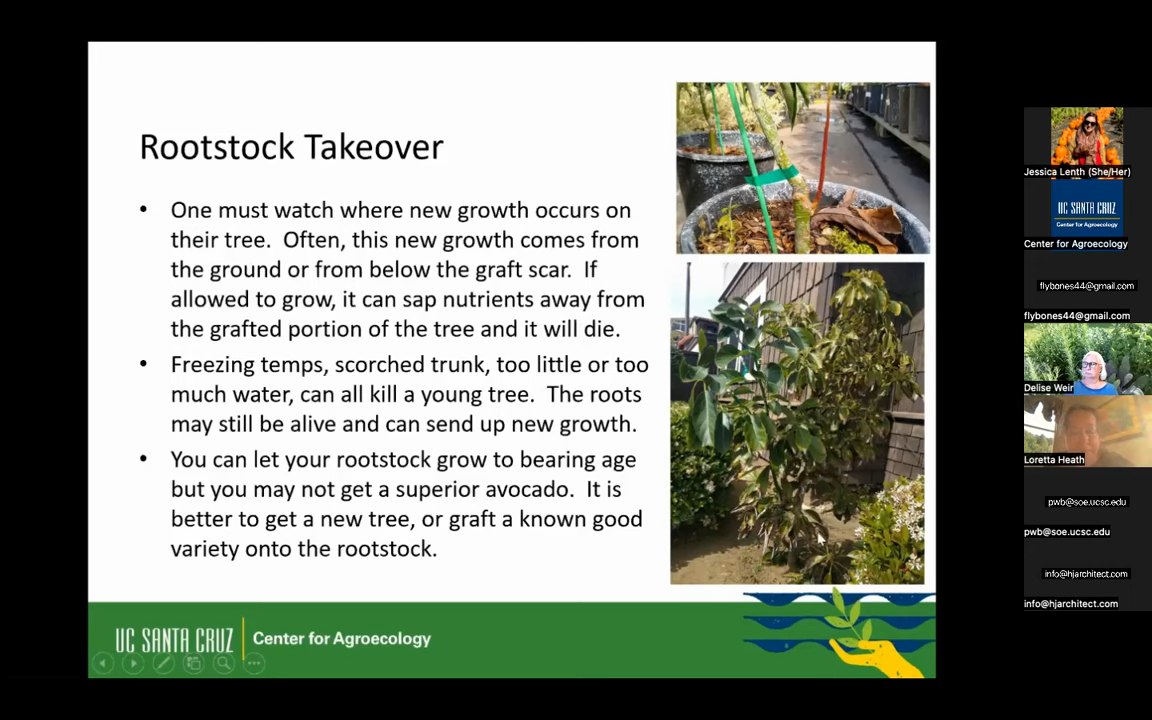 Rootstock Takeover
• One must watch where new growth occurs on
their tree.  Often, this new growth comes from
the ground or from below the graft scar.  If
allowed to grow, it can sap nutrients away from
the grafted portion of the tree and it will die.
• Freezing temps, scorched trunk, too little or too
much water, can all kill a young tree.  The roots
may still be alive and can send up new growth.
• You can let your rootstock grow to bearing age
but you may not get a superior avocado.  It is
better to get a new tree, or graft a known good
variety onto the rootstock.
UC SANTA CRUZ
Center for Agroecology
Jessica Lenth (She/Her)
UC SANTA CRUZ
Center for Agroecology
Center for Agroecology
flybones44@gmail.com
flybones44@gmail.com
Delise Weir
Loretta Heath
pwb@soe.ucsc.edu
pwb@soe.ucsc.edu
info@hjarchitect.com
info@hjarchitect.com